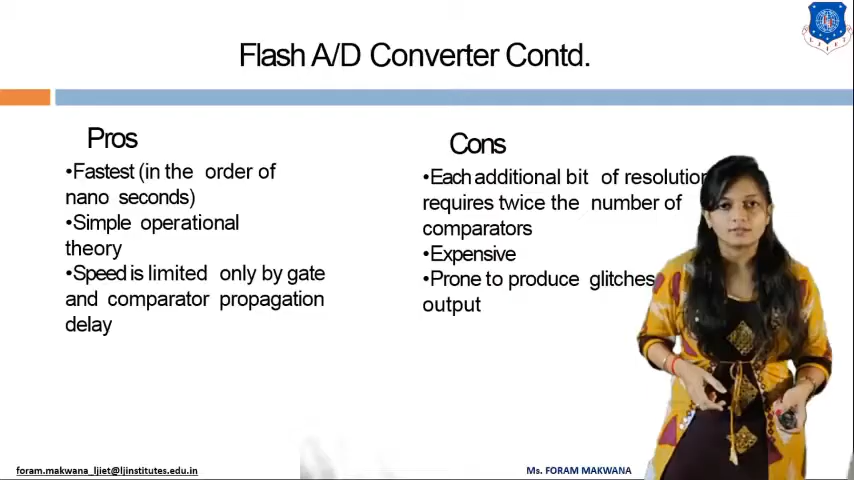 Flash A/D Converter Contd.
Pros
•Fastest (in the order of
nano seconds)
•Simple operational
theory
•Speed is limited only by gate
and comparator propagation
delay
Cons
•Each additional bit of resolution
requires twice the number of
comparators
•Expensive
•Prone to produce glitches
output
foram.makwana_ljiet@ljinstitutes.edu.in
Ms. FORAM MAKWANA
LJIET